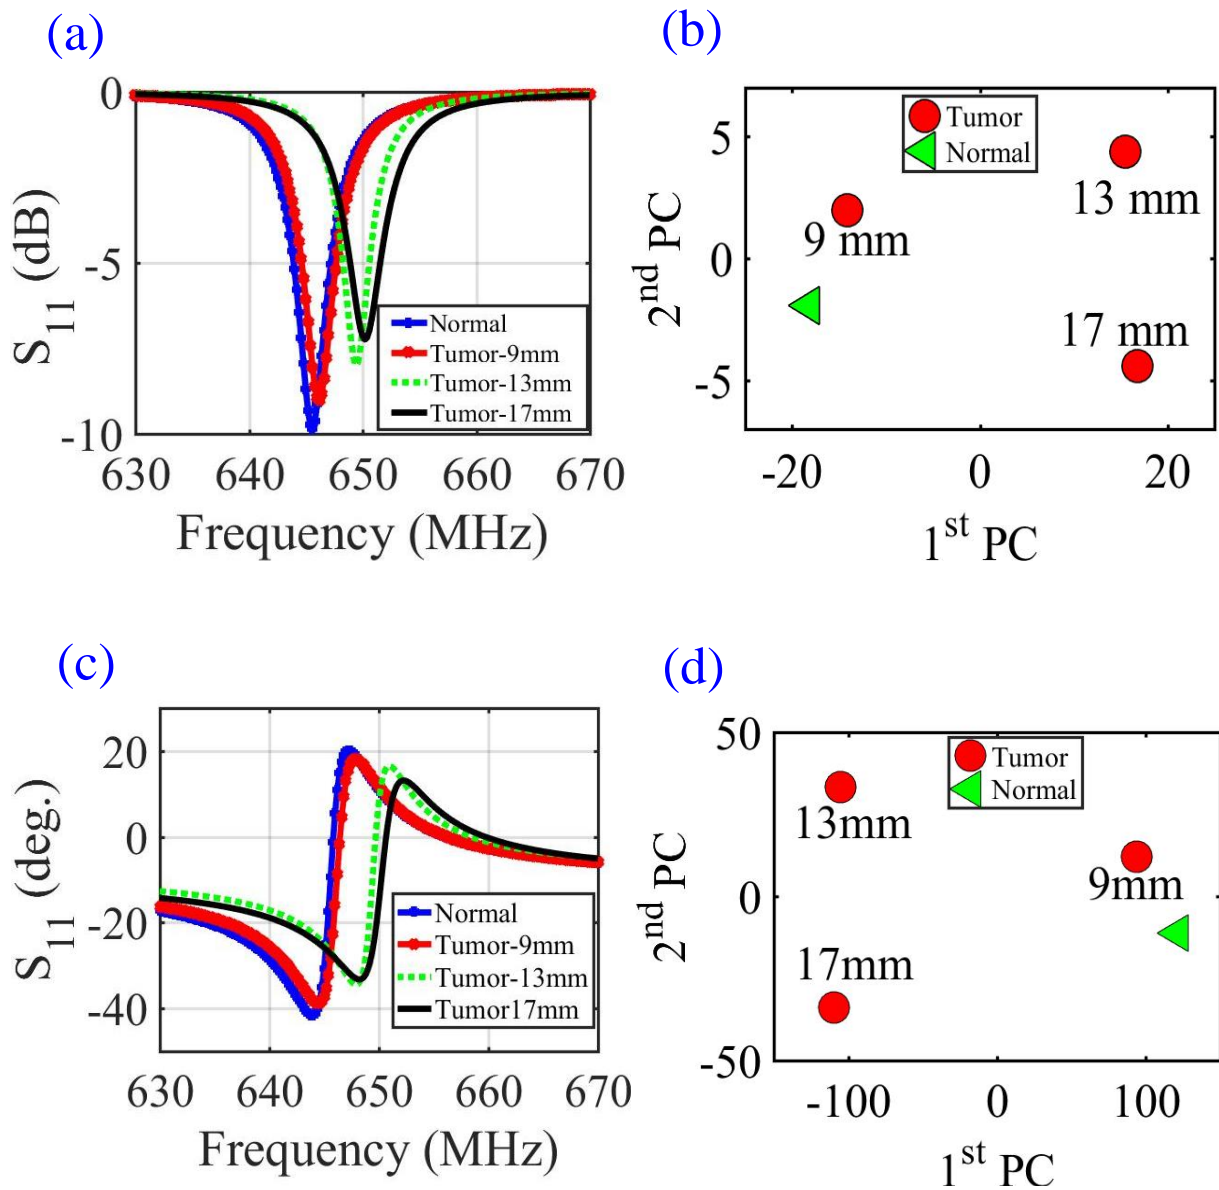 (a)
0
-5
-10
S11 (dB)
Normal
Tumor-9mm
Tumor-13mm
Tumor-17mm
630 640 650 660 670
Frequency (MHz)
(b)
5
0
-5
2nd PC
Tumor
Normal
13 mm
9 mm
17 mm
-20 0 20
1st PC
(c)
20
0
-20
-40
S11 (deg.)
Normal
Tumor-9mm
Tumor-13mm
Tumor17mm
630 640 650 660 670
Frequency (MHz)
(d)
50
0
-50
2nd PC
Tumor
Normal
13mm
9mm
17mm
-100 0 100
1st PC